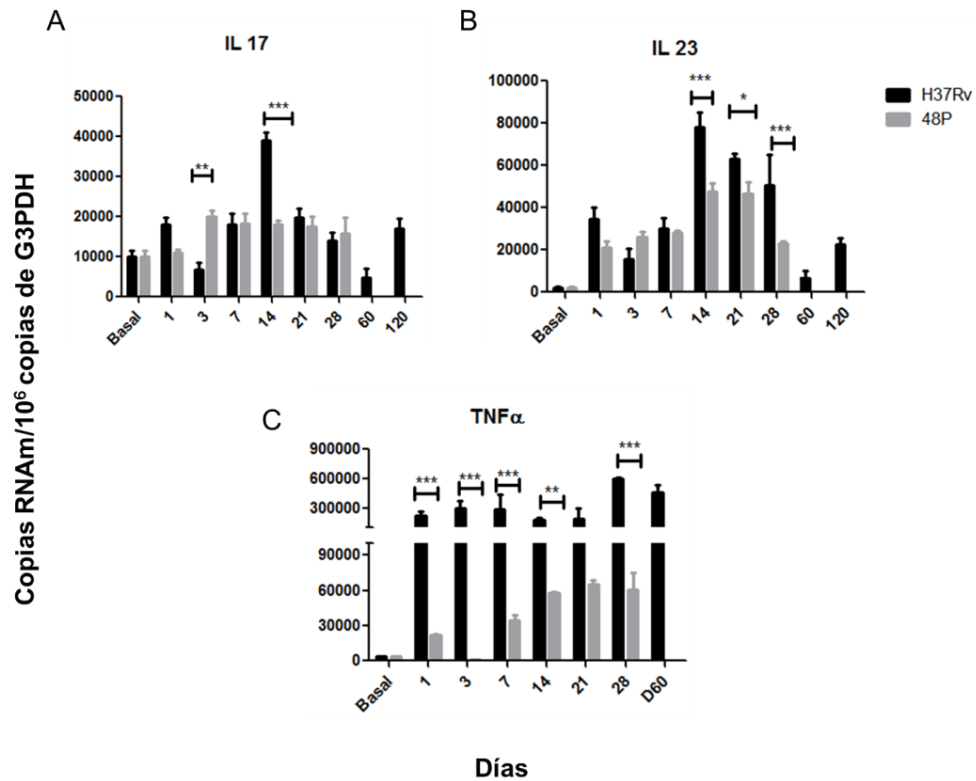 A
IL 17
B
IL 23
H37Rv
48P
Copias RNAm/10⁶ copias de G3PDH
50000
40000
30000
20000
10000
0
**
***
Basal 1 3 7 14 21 28 60 120
100000
80000
60000
40000
20000
0
*** * ***
Basal 1 3 7 14 21 28 60 120
C
TNFα
900000
600000
300000
90000
60000
30000
0
*** *** *** ** ***
Basal 1 3 7 14 21 28 D60
Días